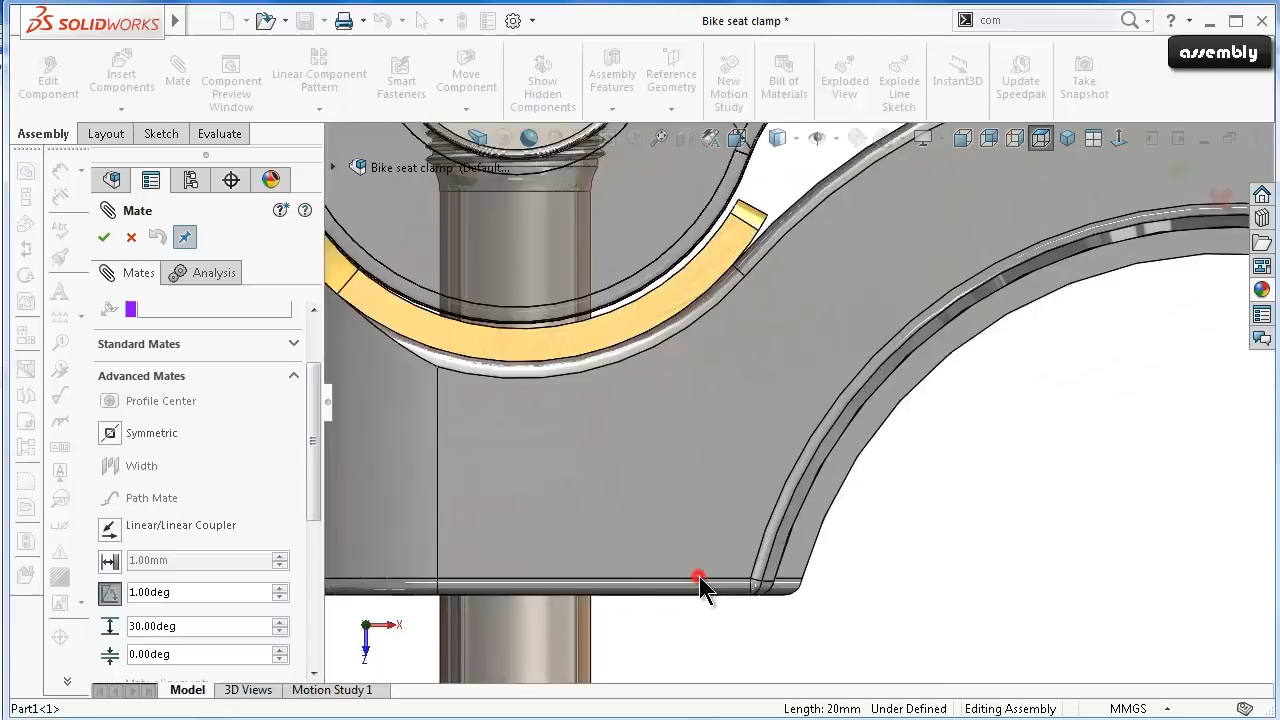 SOLIDWORKS
Bike seat clamp *
com
assembly
Edit Component
Insert Components
Mate
Component Preview Window
Linear Component Pattern
Smart Fasteners
Move Component
Show Hidden Components
Assembly Features
Reference Geometry
New Motion Study
Bill of Materials
Exploded View
Explode Line Sketch
Instant3D
Update Speedpak
Take Snapshot
Assembly Layout Sketch Evaluate
Bike seat clamp (Default...
Mate
Mates Analysis
Standard Mates
Advanced Mates
Profile Center
Symmetric
Width
Path Mate
Linear/Linear Coupler
1.00mm
1.00deg
30.00deg
0.00deg
X
Z
Model 3D Views Motion Study 1
Part1<1> Length: 20mm Under Defined Editing Assembly MMGS